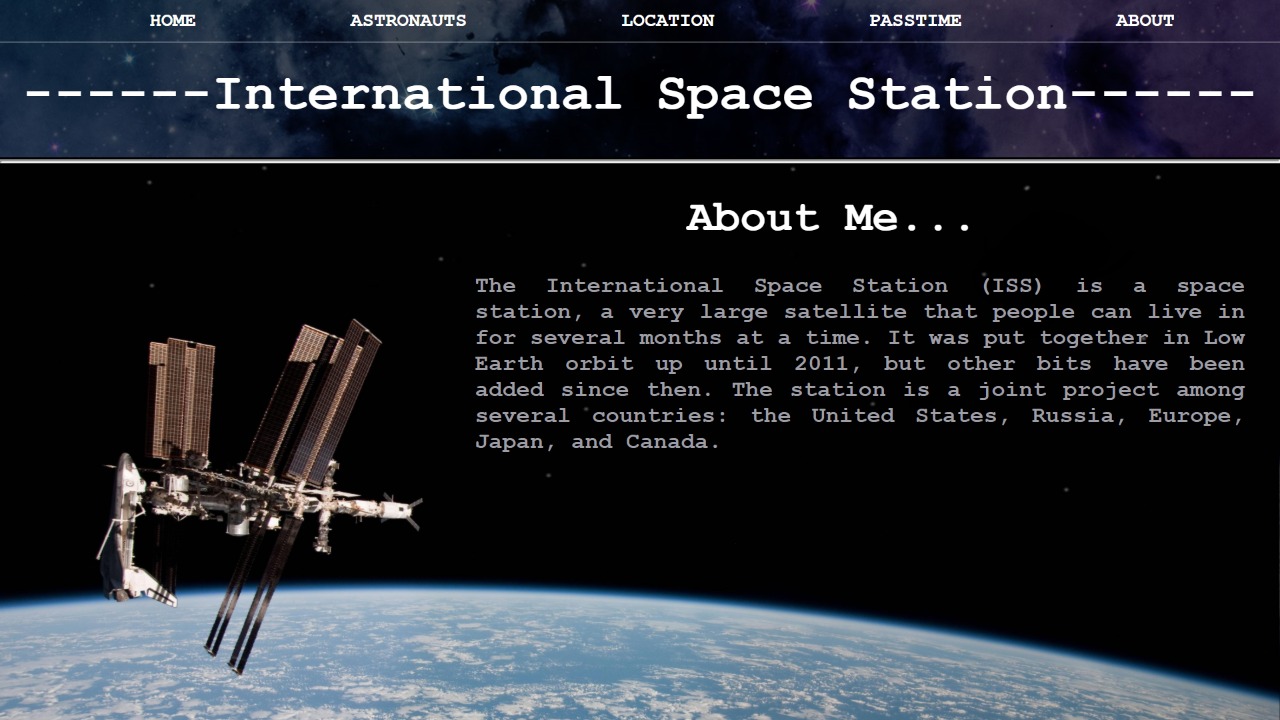 HOME ASTRONAUTS LOCATION PASSTIME ABOUT
------International Space Station------
About Me...
The International Space Station (ISS) is a space
station, a very large satellite that people can live in
for several months at a time. It was put together in Low
Earth orbit up until 2011, but other bits have been
added since then. The station is a joint project among
several countries: the United States, Russia, Europe,
Japan, and Canada.